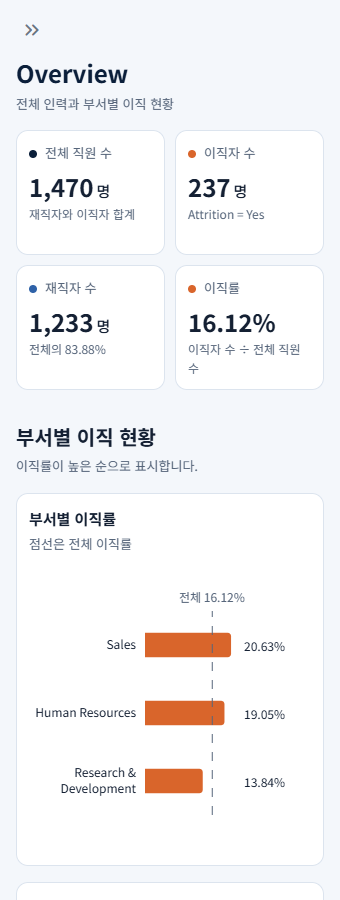 Overview
전체 인력과 부서별 이직 현황
전체 직원 수
1,470 명
재직자와 이직자 합계
이직자 수
237 명
Attrition = Yes
재직자 수
1,233 명
전체의 83.88%
이직률
16.12%
이직자 수 ÷ 전체 직원
수
부서별 이직 현황
이직률이 높은 순으로 표시합니다.
부서별 이직률
점선은 전체 이직률
전체 16.12%
Sales
20.63%
Human Resources
19.05%
Research &
Development
13.84%